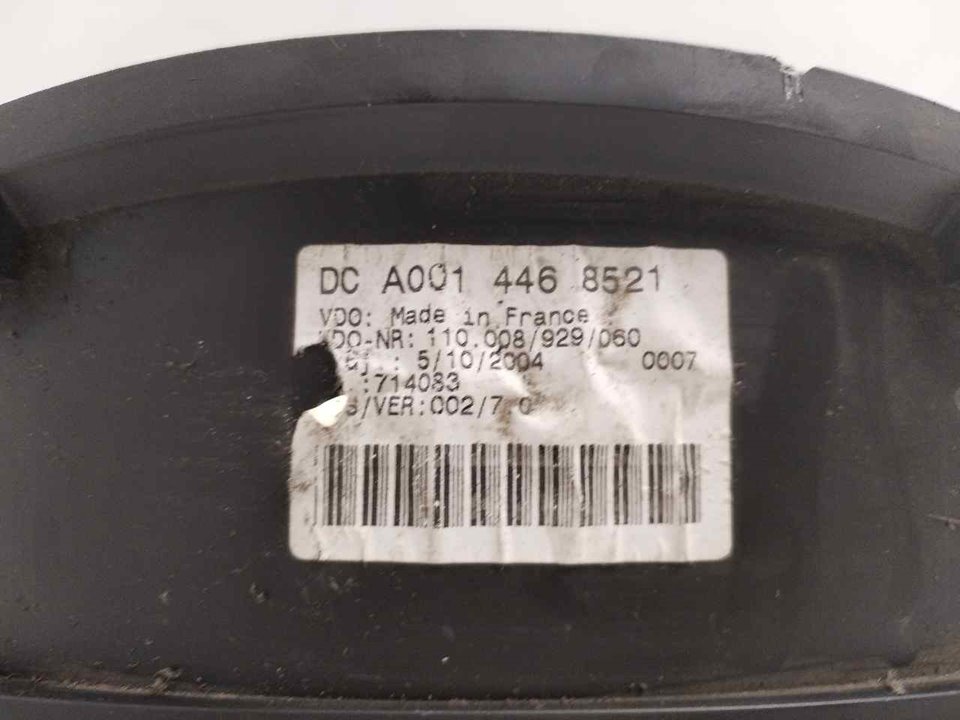 DC A001 446 8521
VDO: Made in France
VDO-NR: 110.008/929/060
5/10/2004 0007
.:714083
/VER:002/7.0